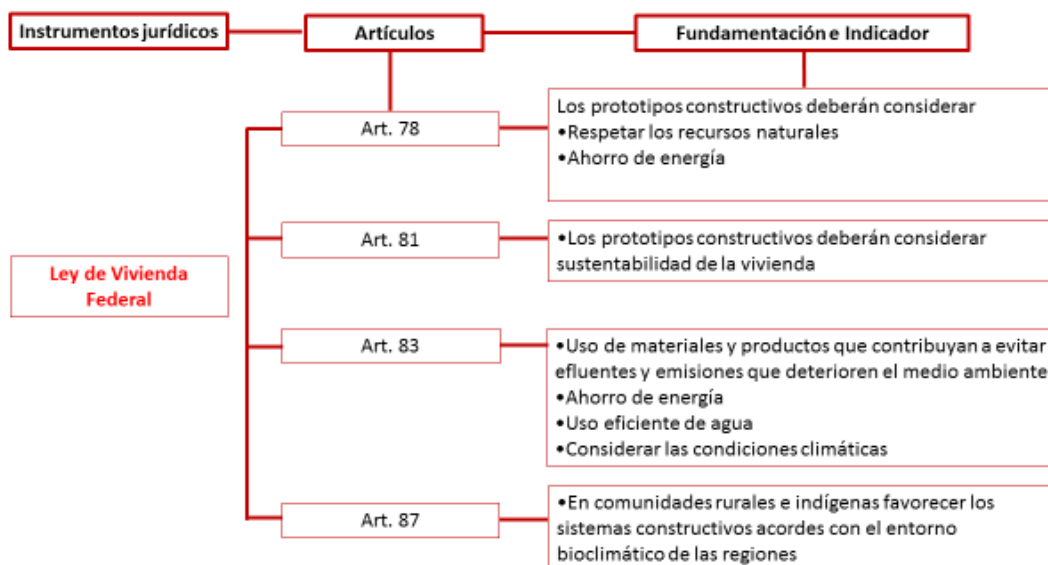 Instrumentos jurídicos
Artículos
Fundamentación e Indicador
Ley de Vivienda
Federal
Art. 78
Los prototipos constructivos deberán considerar
•Respetar los recursos naturales
•Ahorro de energía
Art. 81
•Los prototipos constructivos deberán considerar
sustentabilidad de la vivienda
Art. 83
•Uso de materiales y productos que contribuyan a evitar
efluentes y emisiones que deterioren el medio ambiente
•Ahorro de energía
•Uso eficiente de agua
•Considerar las condiciones climáticas
Art. 87
•En comunidades rurales e indígenas favorecer los
sistemas constructivos acordes con el entorno
bioclimático de las regiones